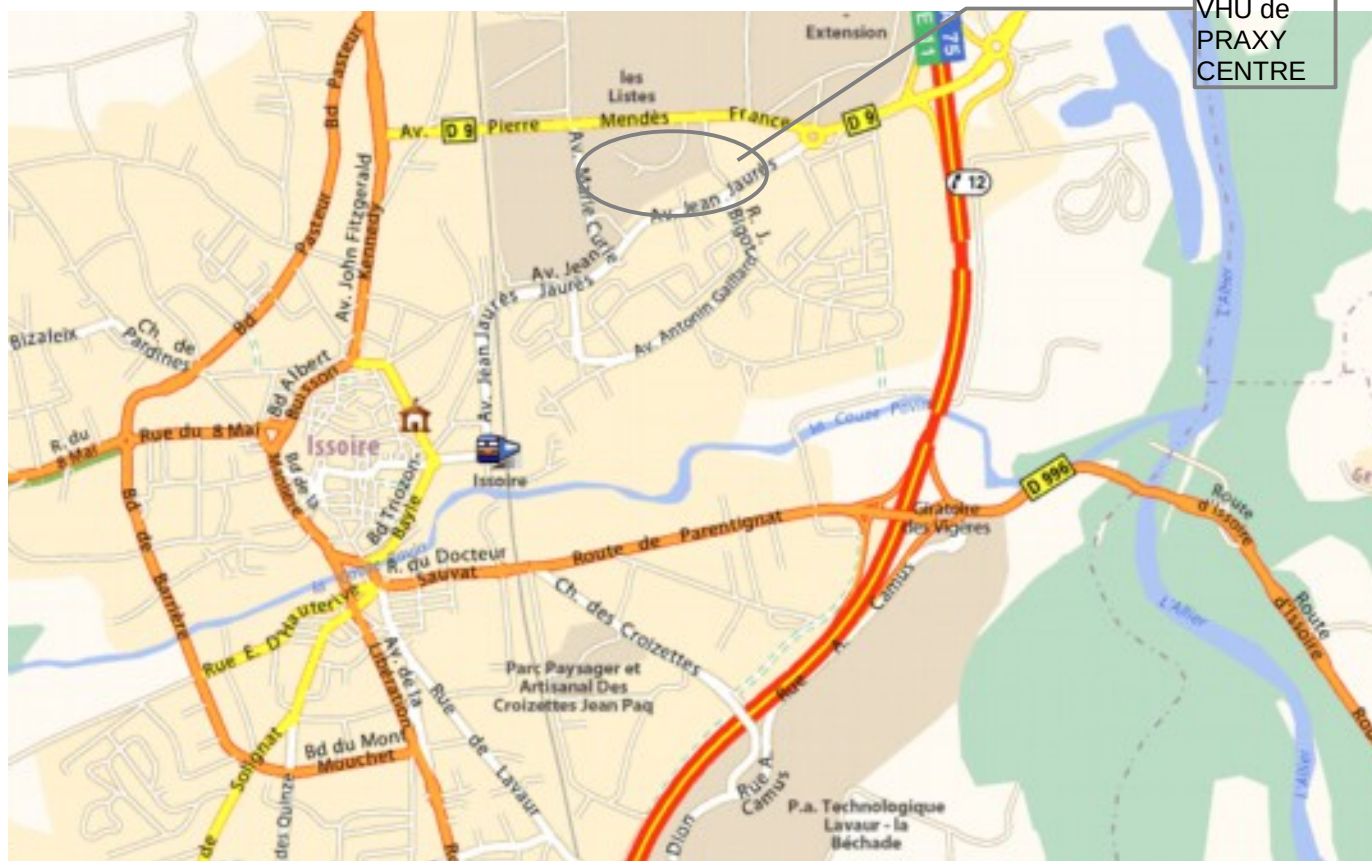 VHU de
PRAXY
CENTRE
Extension
E 11
75
les
Listes
Av. D 9 Pierre Mendès France D 9
Bd Pasteur
Pasteur
Bd
Av. John Fitzgerald
Kennedy
Av. Marie Curie
Av. Jean Jaurès
R. J.
Bigot
12
Av. Jean
Jaurès
Av. Jean Jaurès
Av. Antonin Gaillard
Bizaleix
Ch. de
Pardines
Bd Albert
Buisson
L'Allier
R. du
8 Mai
Rue du 8 Mai
Issoire
Issoire
Bd de la
Manlière
Bd Triozon-
Bayle
D 996
Giratoire
des Vigères
Route
d'Issoire
Route
d'Issoire
Bd de Barrière
R. du Docteur
Sauvat
Route de Parentignat
Rue E. D'Hauterive
Ch. des Croizettes
Rue A. Camus
L'Allier
Parc Paysager et
Artisanal Des
Croizettes Jean Paq
Av. de la
Libération
Rue de Lavaur
Bd du Mont
Mouchet
de Solignat
des Quinze
Rue A.
Camus
Dion
P.a. Technologique
Lavaur - la
Béchade
L'Allier